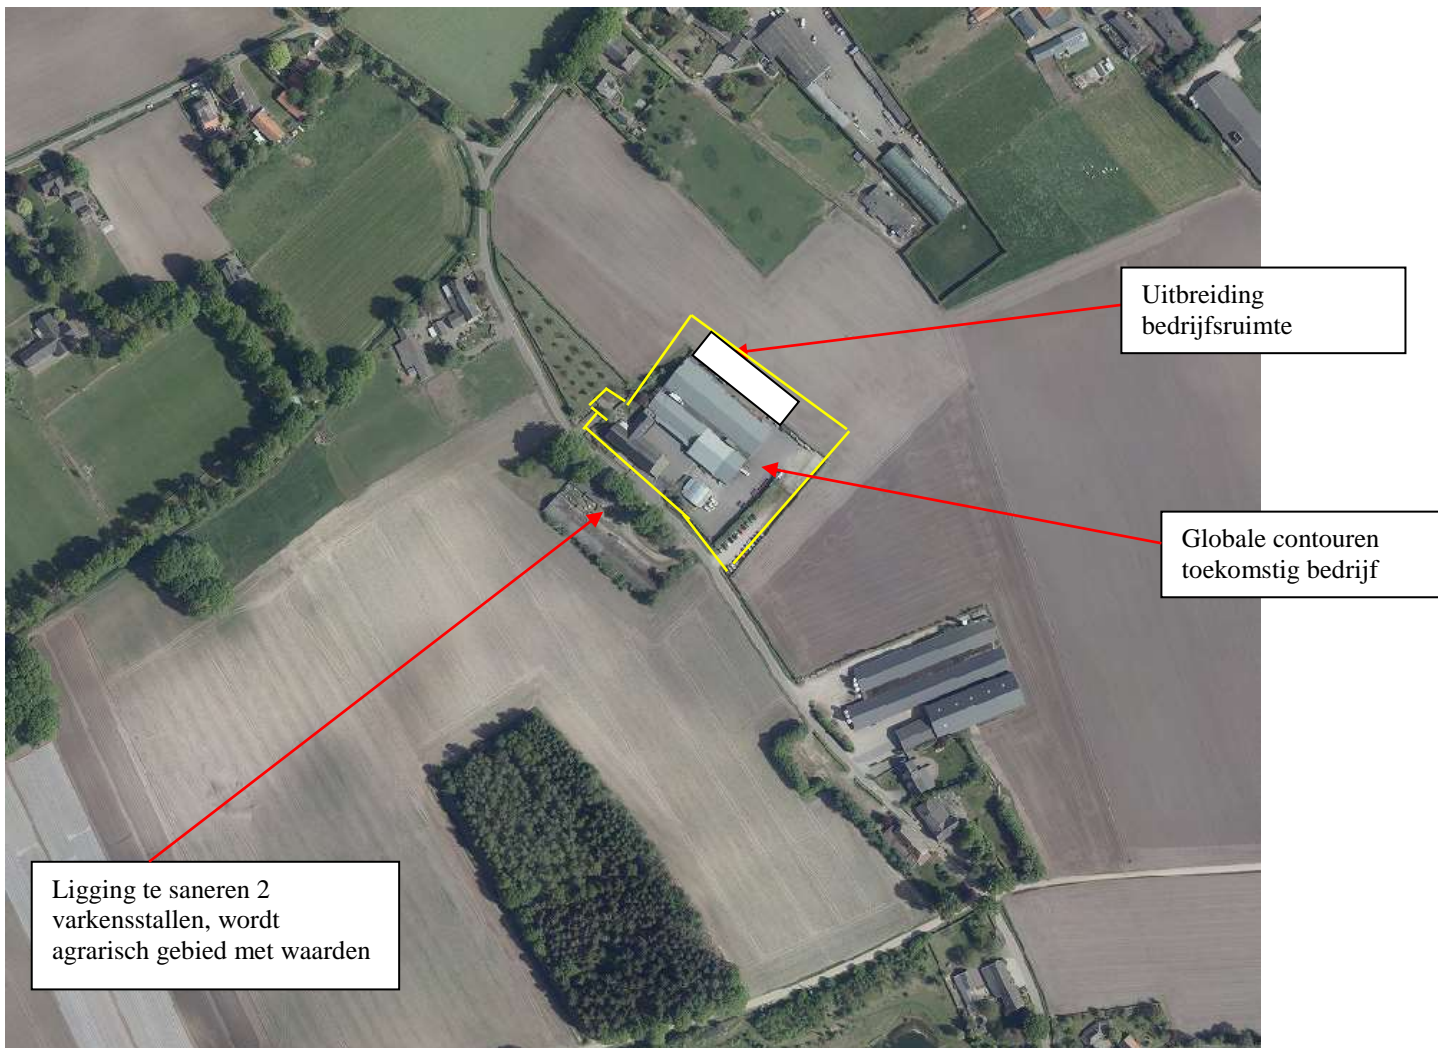 Uitbreiding
bedrijfsruimte
Globale contouren
toekomstig bedrijf
Ligging te saneren 2
varkensstallen, wordt
agrarisch gebied met waarden